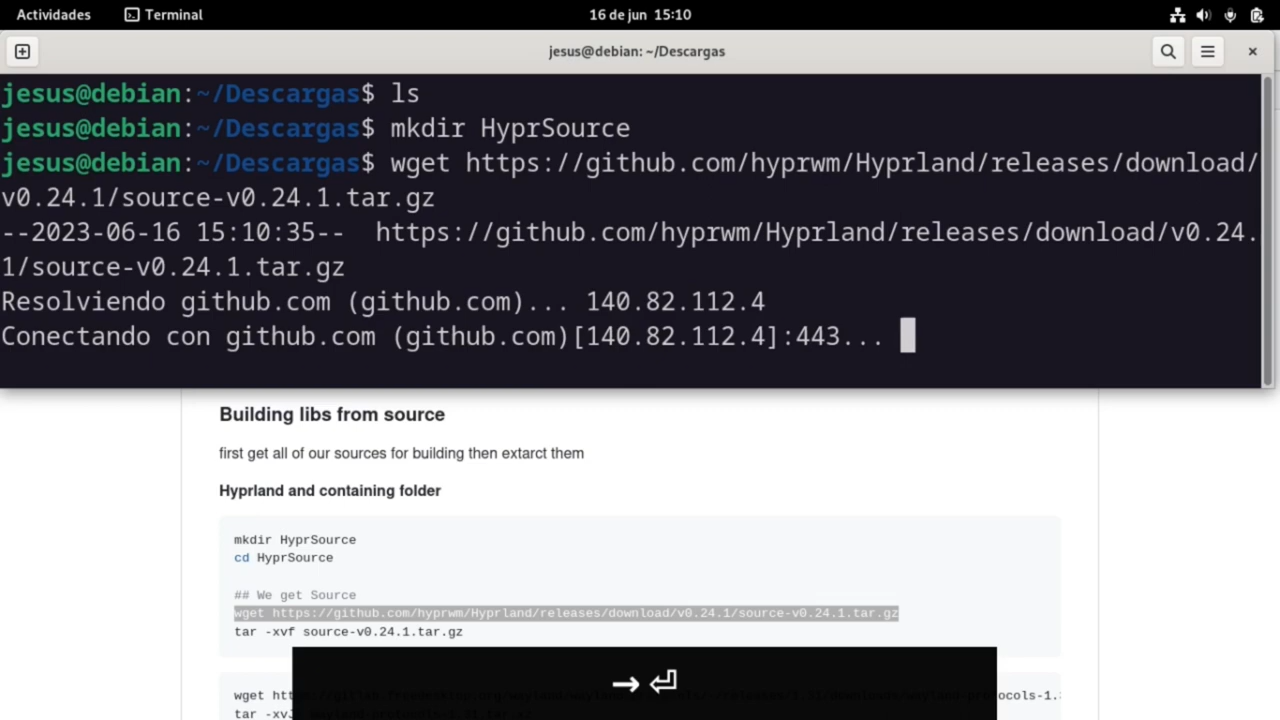 Actividades Terminal 16 de jun 15:10
jesus@debian: ~/Descargas
jesus@debian:~/Descargas$ ls
jesus@debian:~/Descargas$ mkdir HyprSource
jesus@debian:~/Descargas$ wget https://github.com/hyprwm/Hyprland/releases/download/
v0.24.1/source-v0.24.1.tar.gz
--2023-06-16 15:10:35-- https://github.com/hyprwm/Hyprland/releases/download/v0.24.
1/source-v0.24.1.tar.gz
Resolviendo github.com (github.com)... 140.82.112.4
Conectando con github.com (github.com)[140.82.112.4]:443...
Building libs from source
first get all of our sources for building then extarct them
Hyprland and containing folder
mkdir HyprSource
cd HyprSource
## We get Source
wget https://github.com/hyprwm/Hyprland/releases/download/v0.24.1/source-v0.24.1.tar.gz
tar -xvf source-v0.24.1.tar.gz
→ ⏎
wget
tar